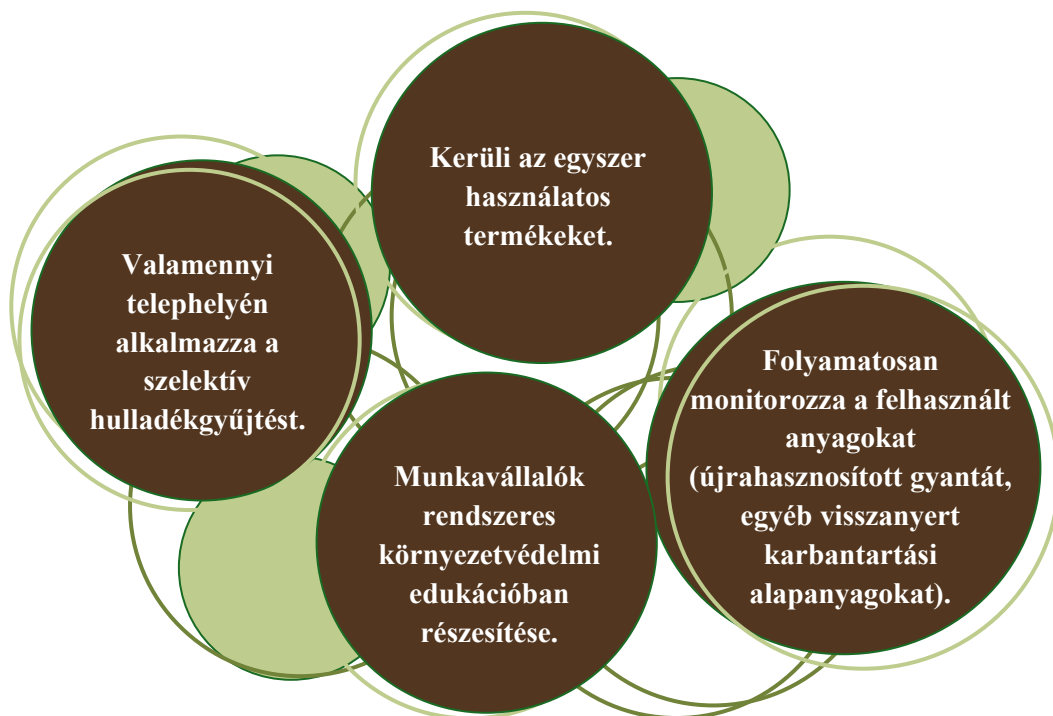 Kerüli az egyszer
használatos
termékeket.
Valamennyi
telephelyén
alkalmazza a
szelektív
hulladékgyűjtést.
Folyamatosan
monitorozza a felhasznált
anyagokat
(újrahasznosított gyantát,
egyéb visszanyert
karbantartási
alapanyagokat).
Munkavállalók
rendszeres
környezetvédelmi
edukációban
részesítése.